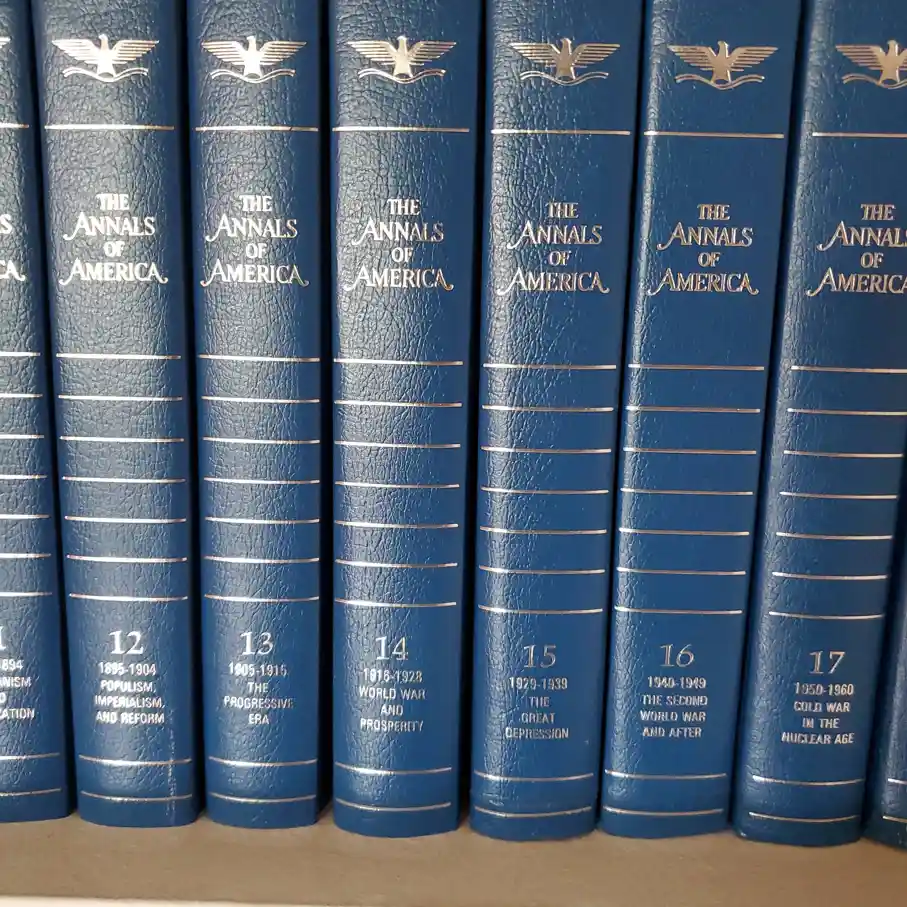 THE
ANNALS
OF
AMERICA
12
1895-1904
POPULISM,
IMPERIALISM,
AND REFORM
THE
ANNALS
OF
AMERICA
13
1905-1915
THE
PROGRESSIVE
ERA
THE
ANNALS
OF
AMERICA
14
1916-1928
WORLD WAR
AND
PROSPERITY
THE
ANNALS
OF
AMERICA
15
1929-1939
THE
GREAT
DEPRESSION
THE
ANNALS
OF
AMERICA
16
1940-1949
THE SECOND
WORLD WAR
AND AFTER
THE
ANNALS
OF
AMERICA
17
1950-1960
COLD WAR
IN THE
NUCLEAR AGE